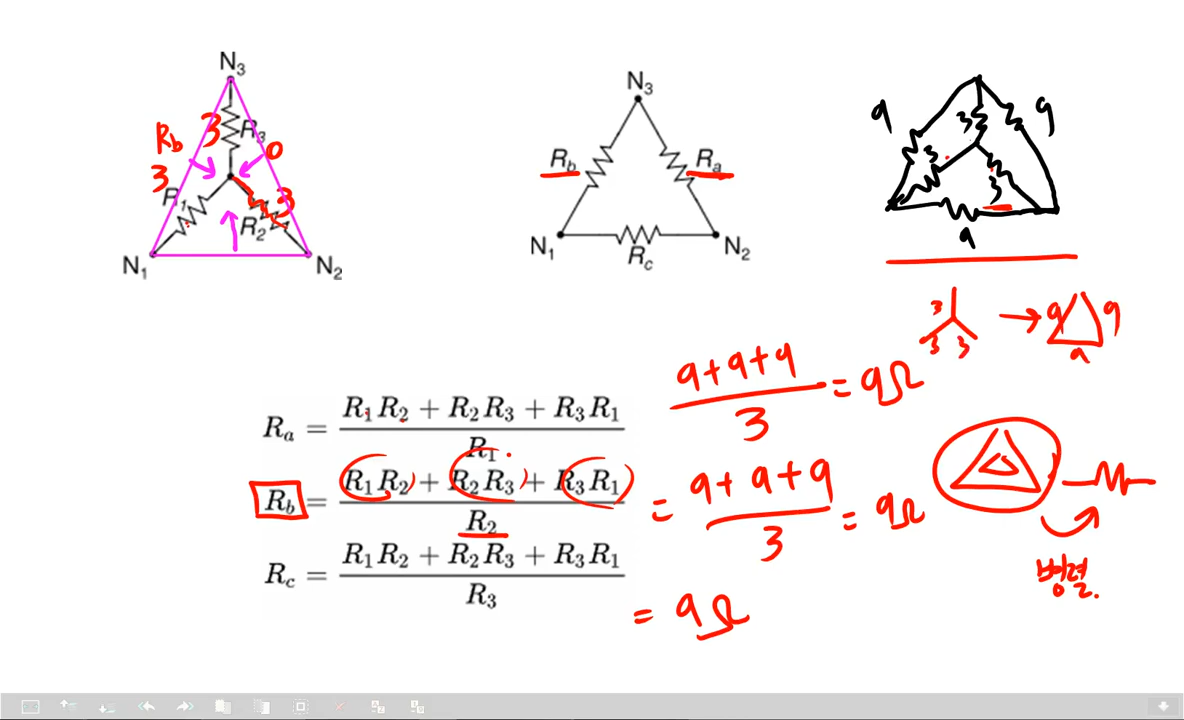 N3
Rb
3
R3
0
3
R1
3
R2
N1
N2
N3
Rb
Ra
N1
Rc
N2
9
9
3
3
3
9
3
3 3
9
9
9
Ra = (R1R2 + R2R3 + R3R1) / R1
9+9+9 / 3 = 9Ω
Rb = (R1R2 + R2R3 + R3R1) / R2
= 9+9+9 / 3 = 9Ω
Rc = (R1R2 + R2R3 + R3R1) / R3
= 9Ω
병렬.